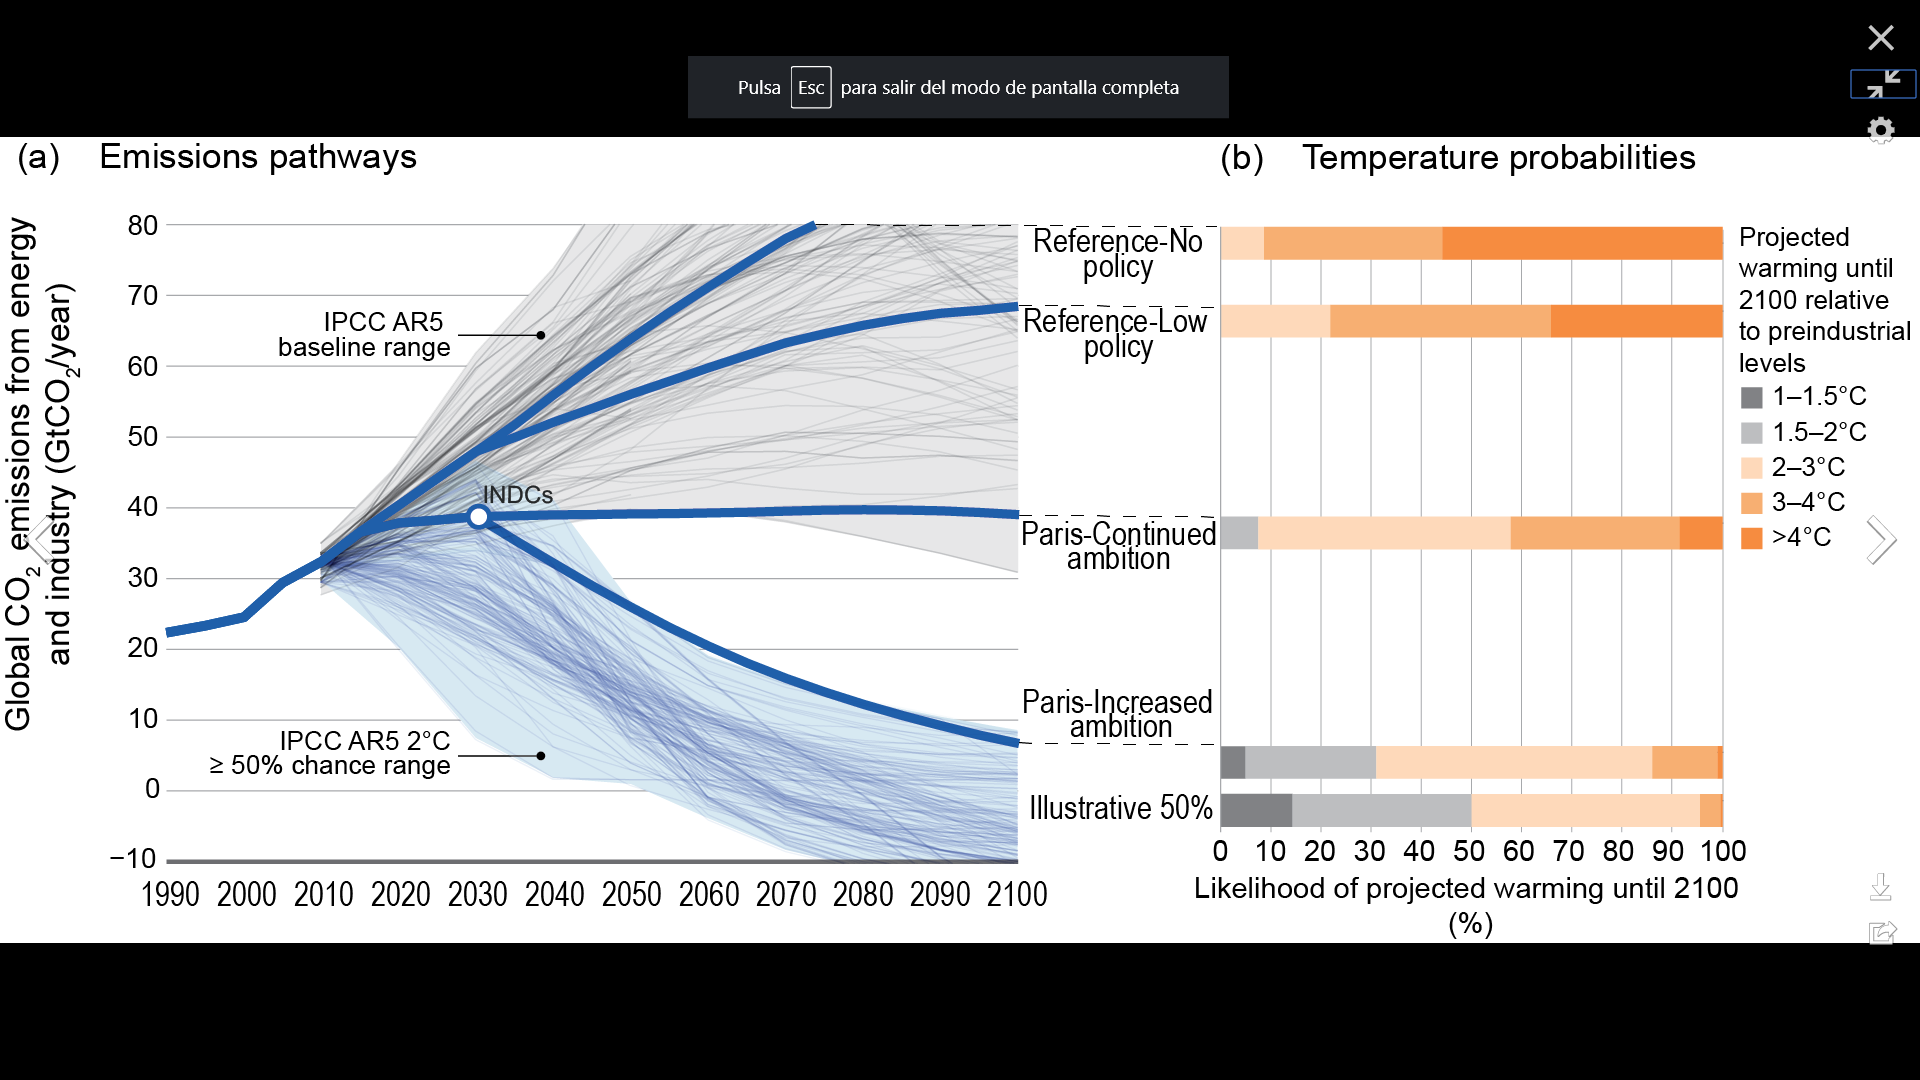 Pulsa Esc para salir del modo de pantalla completa
(a) Emissions pathways
Global CO2 emissions from energy
and industry (GtCO2/year)
80
70
60
50
40
30
20
10
0
−10
IPCC AR5
baseline range
INDCs
IPCC AR5 2°C
≥ 50% chance range
1990 2000 2010 2020 2030 2040 2050 2060 2070 2080 2090 2100
Reference-No
policy
Reference-Low
policy
Paris-Continued
ambition
Paris-Increased
ambition
Illustrative 50%
(b) Temperature probabilities
0 10 20 30 40 50 60 70 80 90 100
Likelihood of projected warming until 2100
(%)
Projected
warming until
2100 relative
to preindustrial
levels
1–1.5°C
1.5–2°C
2–3°C
3–4°C
>4°C